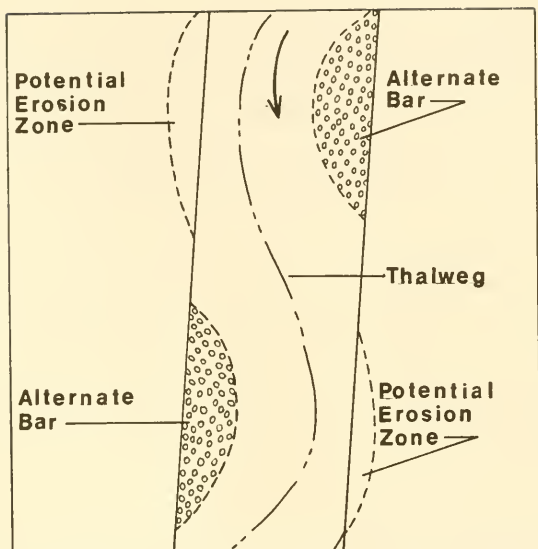 Potential
Erosion
Zone
Alternate
Bar
Thalweg
Alternate
Bar
Potential
Erosion
Zone